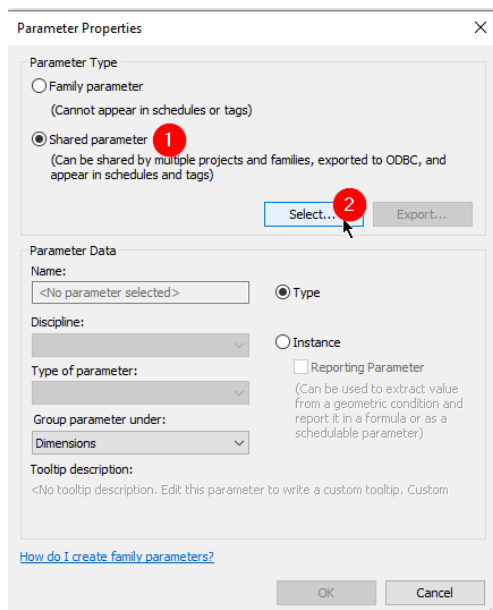 Parameter Properties
Parameter Type
Family parameter
(Cannot appear in schedules or tags)
Shared parameter 1
(Can be shared by multiple projects and families, exported to ODBC, and
appear in schedules and tags)
Select... 2 Export...
Parameter Data
Name:
<No parameter selected>
Type
Discipline:
Instance
Reporting Parameter
(Can be used to extract value
from a geometric condition and
report it in a formula or as a
schedulable parameter)
Type of parameter:
Group parameter under:
Dimensions
Tooltip description:
<No tooltip description. Edit this parameter to write a custom tooltip. Custom
How do I create family parameters?
OK Cancel